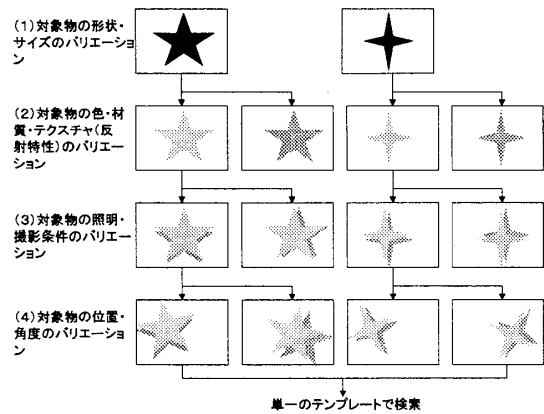 (1)対象物の形状・
サイズのバリエーショ
ン
(2)対象物の色・材
質・テクスチャ(反
射特性)のバリエー
ション
(3)対象物の照明・
撮影条件のバリエー
ション
(4)対象物の位置・
角度のバリエーショ
ン
単一のテンプレートで検索